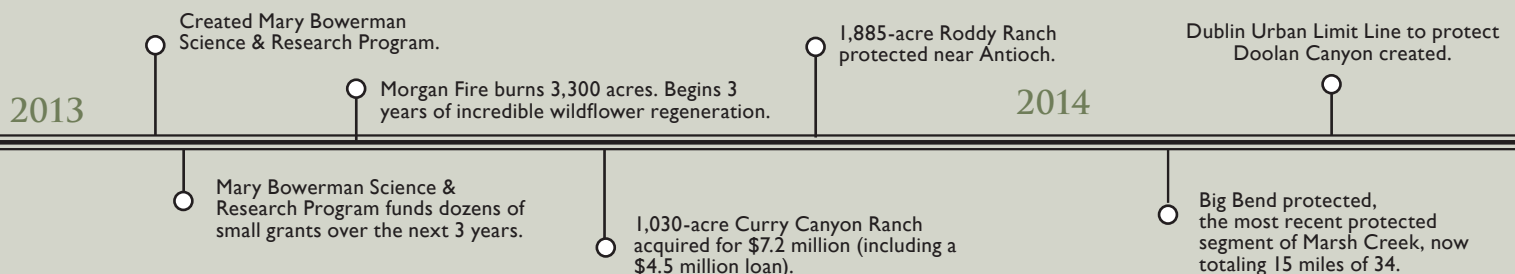 2013
Created Mary Bowerman
Science & Research Program.
Mary Bowerman Science &
Research Program funds dozens of
small grants over the next 3 years.
Morgan Fire burns 3,300 acres. Begins 3
years of incredible wildflower regeneration.
1,030-acre Curry Canyon Ranch
acquired for $7.2 million (including a
$4.5 million loan).
1,885-acre Roddy Ranch
protected near Antioch.
2014
Big Bend protected,
the most recent protected
segment of Marsh Creek, now
totaling 15 miles of 34.
Dublin Urban Limit Line to protect
Doolan Canyon created.